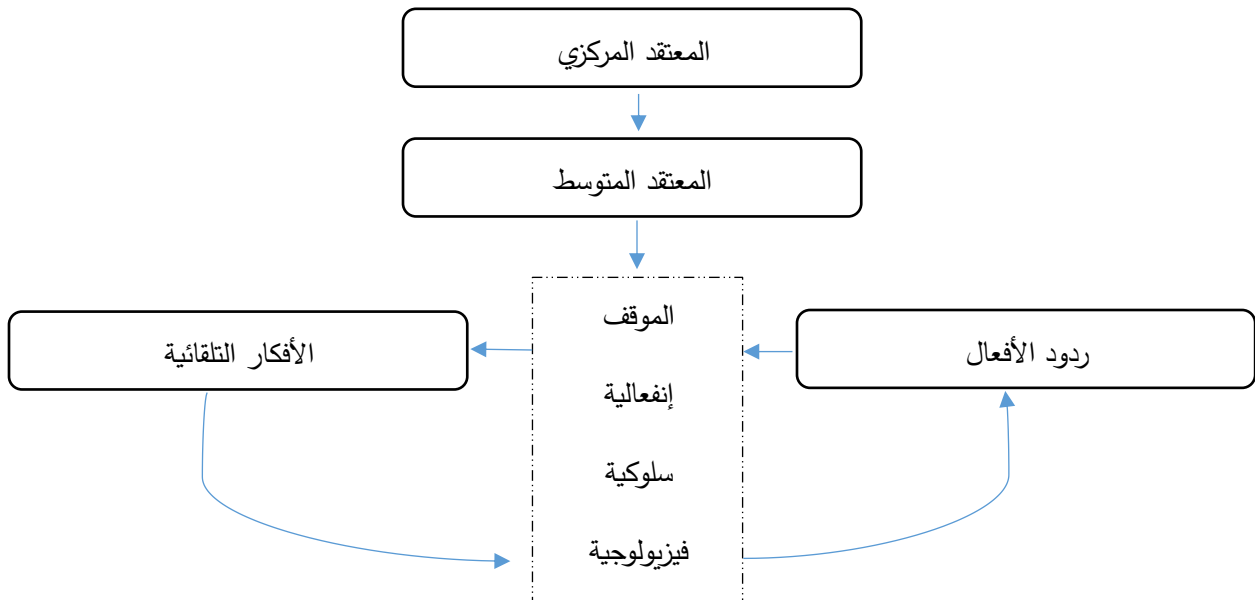 المعتقد المركزي
المعتقد المتوسط
الموقف
ردود الأفعال
الأفكار التلقائية
إنفعالية
سلوكية
فيزيولوجية